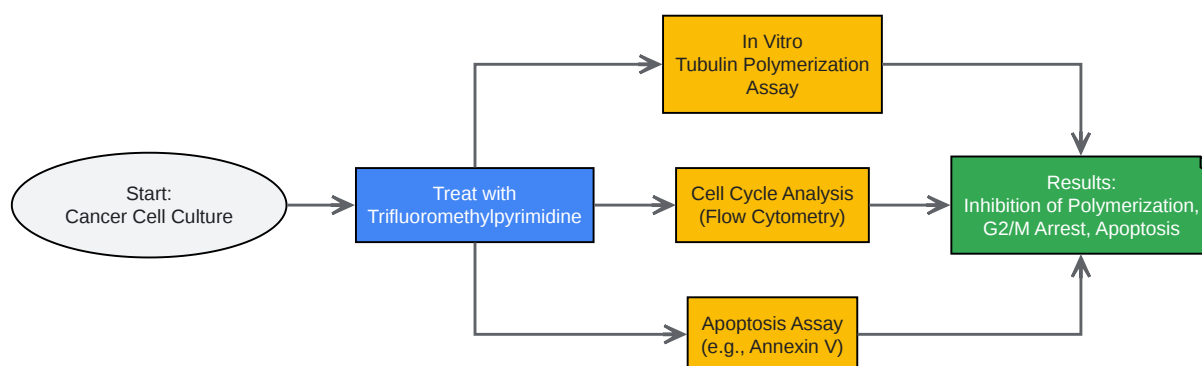 Start:
Cancer Cell Culture
Treat with
Trifluoromethylpyrimidine
In Vitro
Tubulin Polymerization
Assay
Cell Cycle Analysis
(Flow Cytometry)
Apoptosis Assay
(e.g., Annexin V)
Results:
Inhibition of Polymerization,
G2/M Arrest, Apoptosis